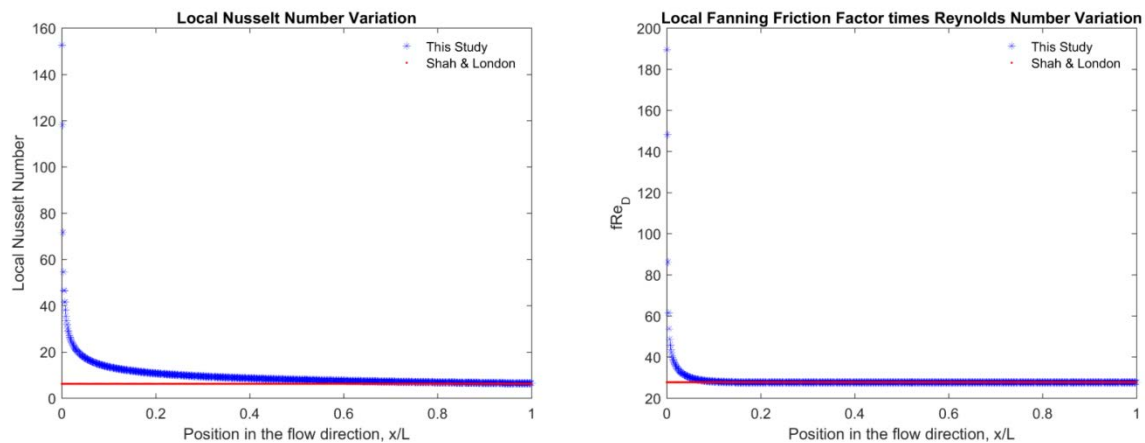 Local Nusselt Number Variation
160
140
120
100
80
60
40
20
0
Local Nusselt Number
This Study
Shah & London
0 0.2 0.4 0.6 0.8 1
Position in the flow direction, x/L
Local Fanning Friction Factor times Reynolds Number Variation
200
180
160
140
120
100
80
60
40
20
fRe_D
This Study
Shah & London
0 0.2 0.4 0.6 0.8 1
Position in the flow direction, x/L